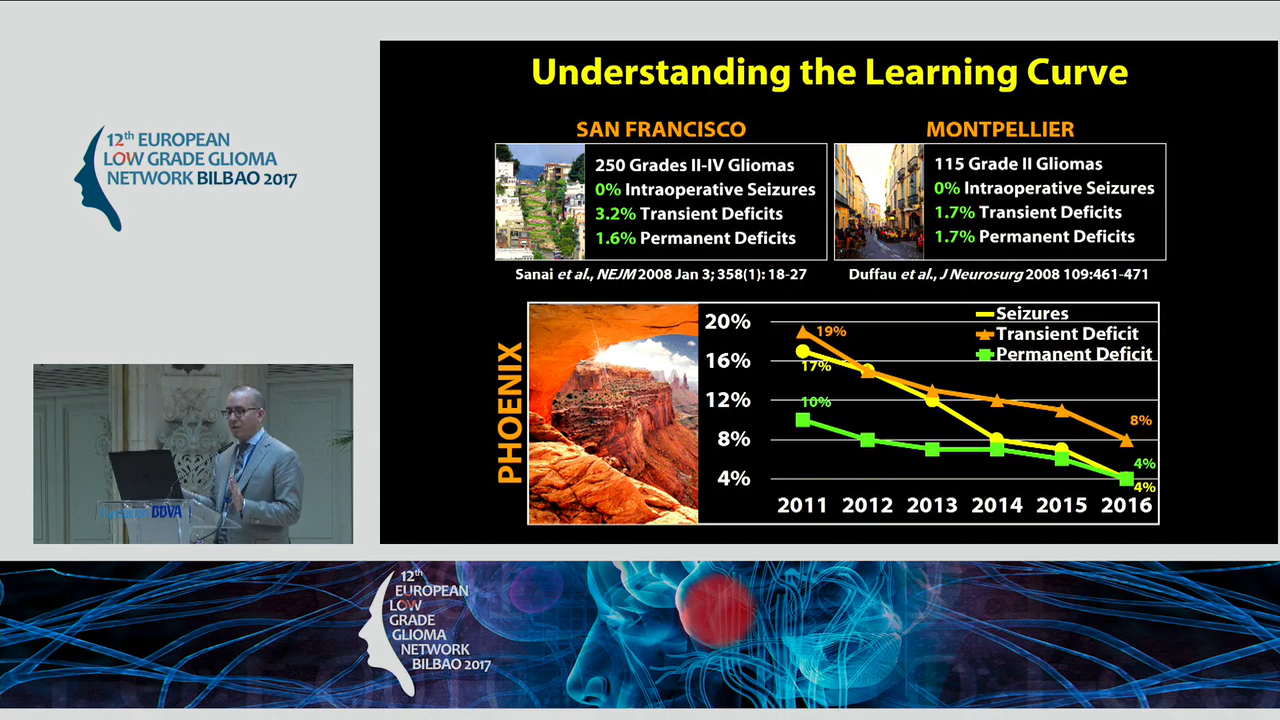 12th EUROPEAN
LOW GRADE GLIOMA
NETWORK BILBAO 2017
Understanding the Learning Curve
SAN FRANCISCO
250 Grades II-IV Gliomas
0% Intraoperative Seizures
3.2% Transient Deficits
1.6% Permanent Deficits
Sanai et al., NEJM 2008 Jan 3; 358(1): 18-27
MONTPELLIER
115 Grade II Gliomas
0% Intraoperative Seizures
1.7% Transient Deficits
1.7% Permanent Deficits
Duffau et al., J Neurosurg 2008 109:461-471
PHOENIX
20%
16%
12%
8%
4%
Seizures
Transient Deficit
Permanent Deficit
19%
17%
10%
8%
4%
4%
2011 2012 2013 2014 2015 2016
BBVA
12th
EUROPEAN
LOW
GRADE
GLIOMA
NETWORK
BILBAO 2017